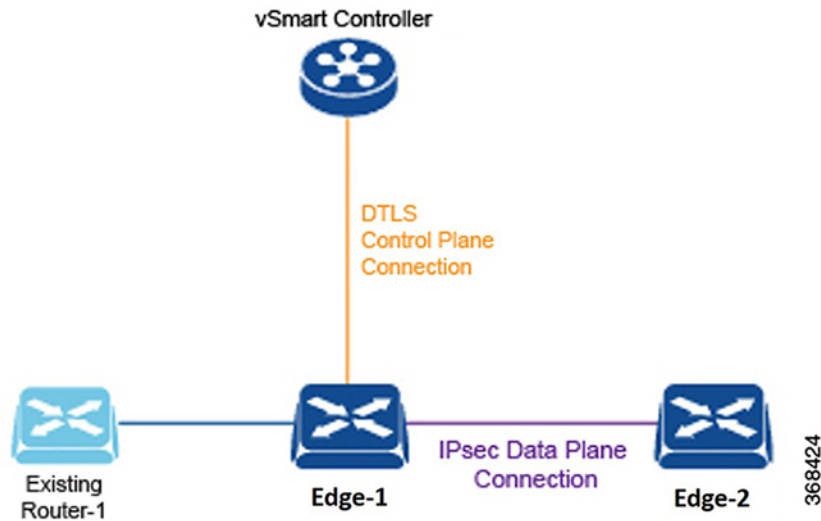 vSmart Controller
DTLS
Control Plane
Connection
IPsec Data Plane
Connection
Existing
Router-1
Edge-1
Edge-2
368424